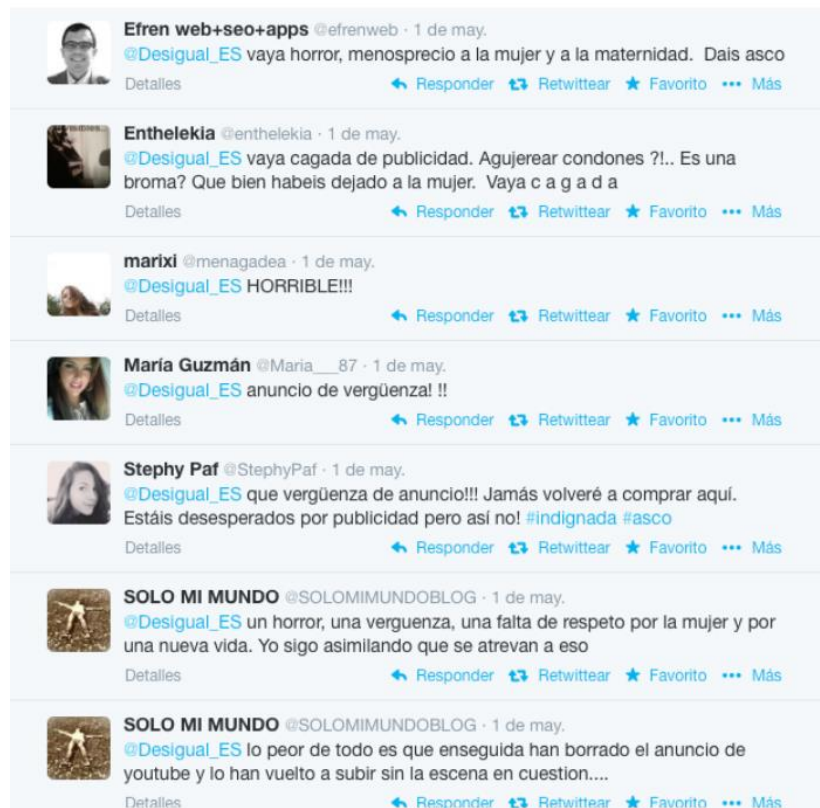 Efren web+seo+apps @efrenweb · 1 de may.
@Desigual_ES vaya horror, menosprecio a la mujer y a la maternidad. Dais asco
Detalles Responder Retwittear Favorito ••• Más
Enthelekia @enthelekia · 1 de may.
@Desigual_ES vaya cagada de publicidad. Agujerear condones ?!.. Es una
broma? Que bien habeis dejado a la mujer. Vaya c a g a d a
Detalles Responder Retwittear Favorito ••• Más
marixi @menagadea · 1 de may.
@Desigual_ES HORRIBLE!!!
Detalles Responder Retwittear Favorito ••• Más
María Guzmán @Maria___87 · 1 de may.
@Desigual_ES anuncio de vergüenza! !!
Detalles Responder Retwittear Favorito ••• Más
Stephy Paf @StephyPaf · 1 de may.
@Desigual_ES que vergüenza de anuncio!!! Jamás volveré a comprar aquí.
Estáis desesperados por publicidad pero así no! #indignada #asco
Detalles Responder Retwittear Favorito ••• Más
SOLO MI MUNDO @SOLOMIMUNDOBLOG · 1 de may.
@Desigual_ES un horror, una verguenza, una falta de respeto por la mujer y por
una nueva vida. Yo sigo asimilando que se atrevan a eso
Detalles Responder Retwittear Favorito ••• Más
SOLO MI MUNDO @SOLOMIMUNDOBLOG · 1 de may.
@Desigual_ES lo peor de todo es que enseguida han borrado el anuncio de
youtube y lo han vuelto a subir sin la escena en cuestion....
Detalles Responder Retwittear Favorito ••• Más